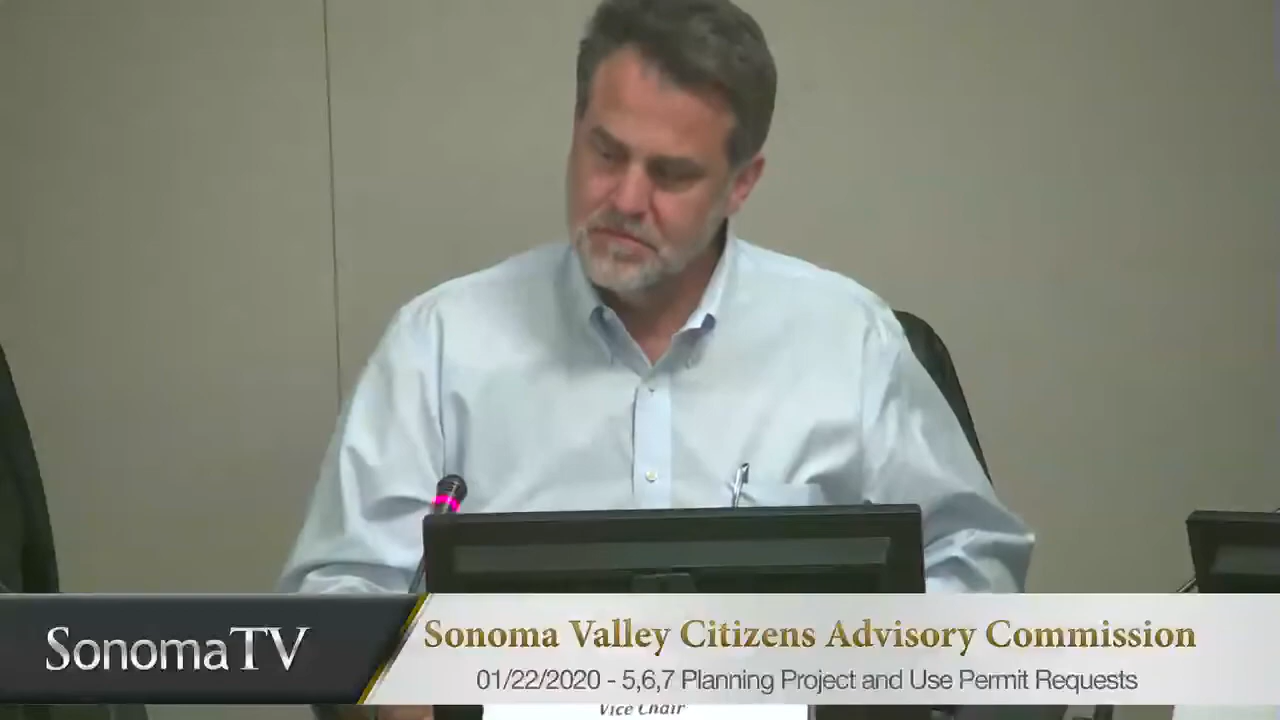 SonomaTV
Sonoma Valley Citizens Advisory Commission
01/22/2020 - 5,6,7 Planning Project and Use Permit Requests
Vice Chair